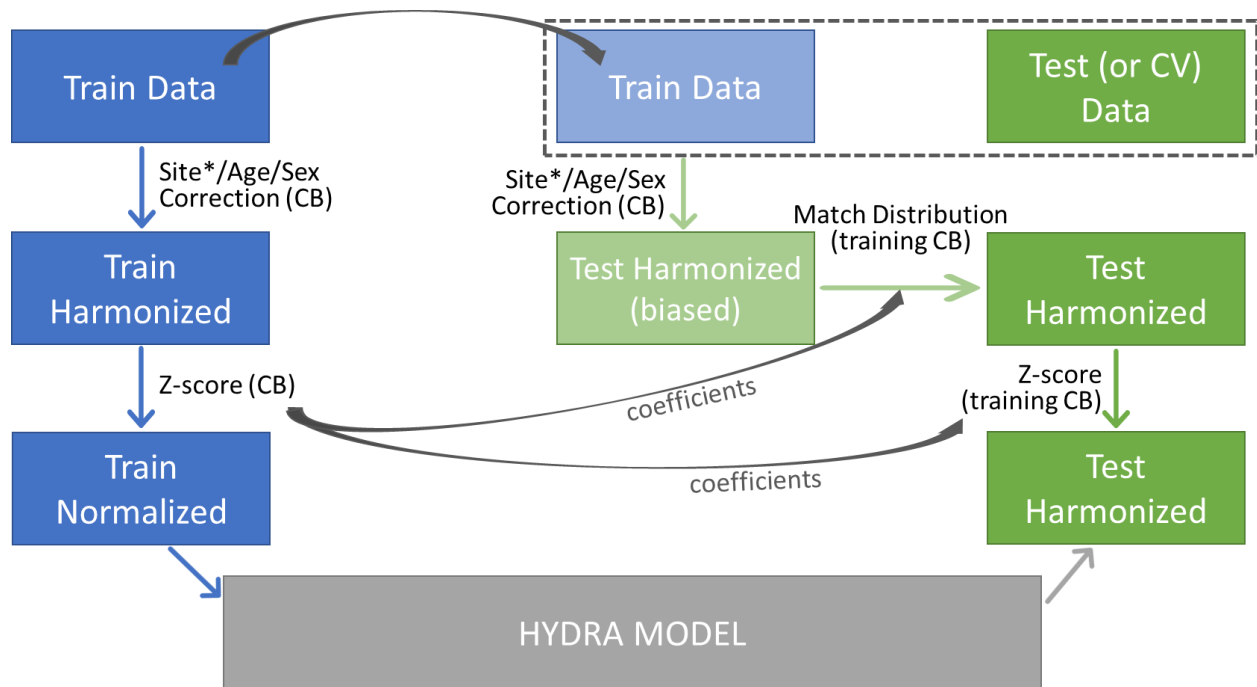 Train Data
Train Data
Test (or CV)
Data
Site*/Age/Sex
Correction (CB)
Site*/Age/Sex
Correction (CB)
Match Distribution
(training CB)
Train
Harmonized
Test Harmonized
(biased)
Test
Harmonized
Z-score (CB)
coefficients
Z-score
(training CB)
Train
Normalized
coefficients
Test
Harmonized
HYDRA MODEL